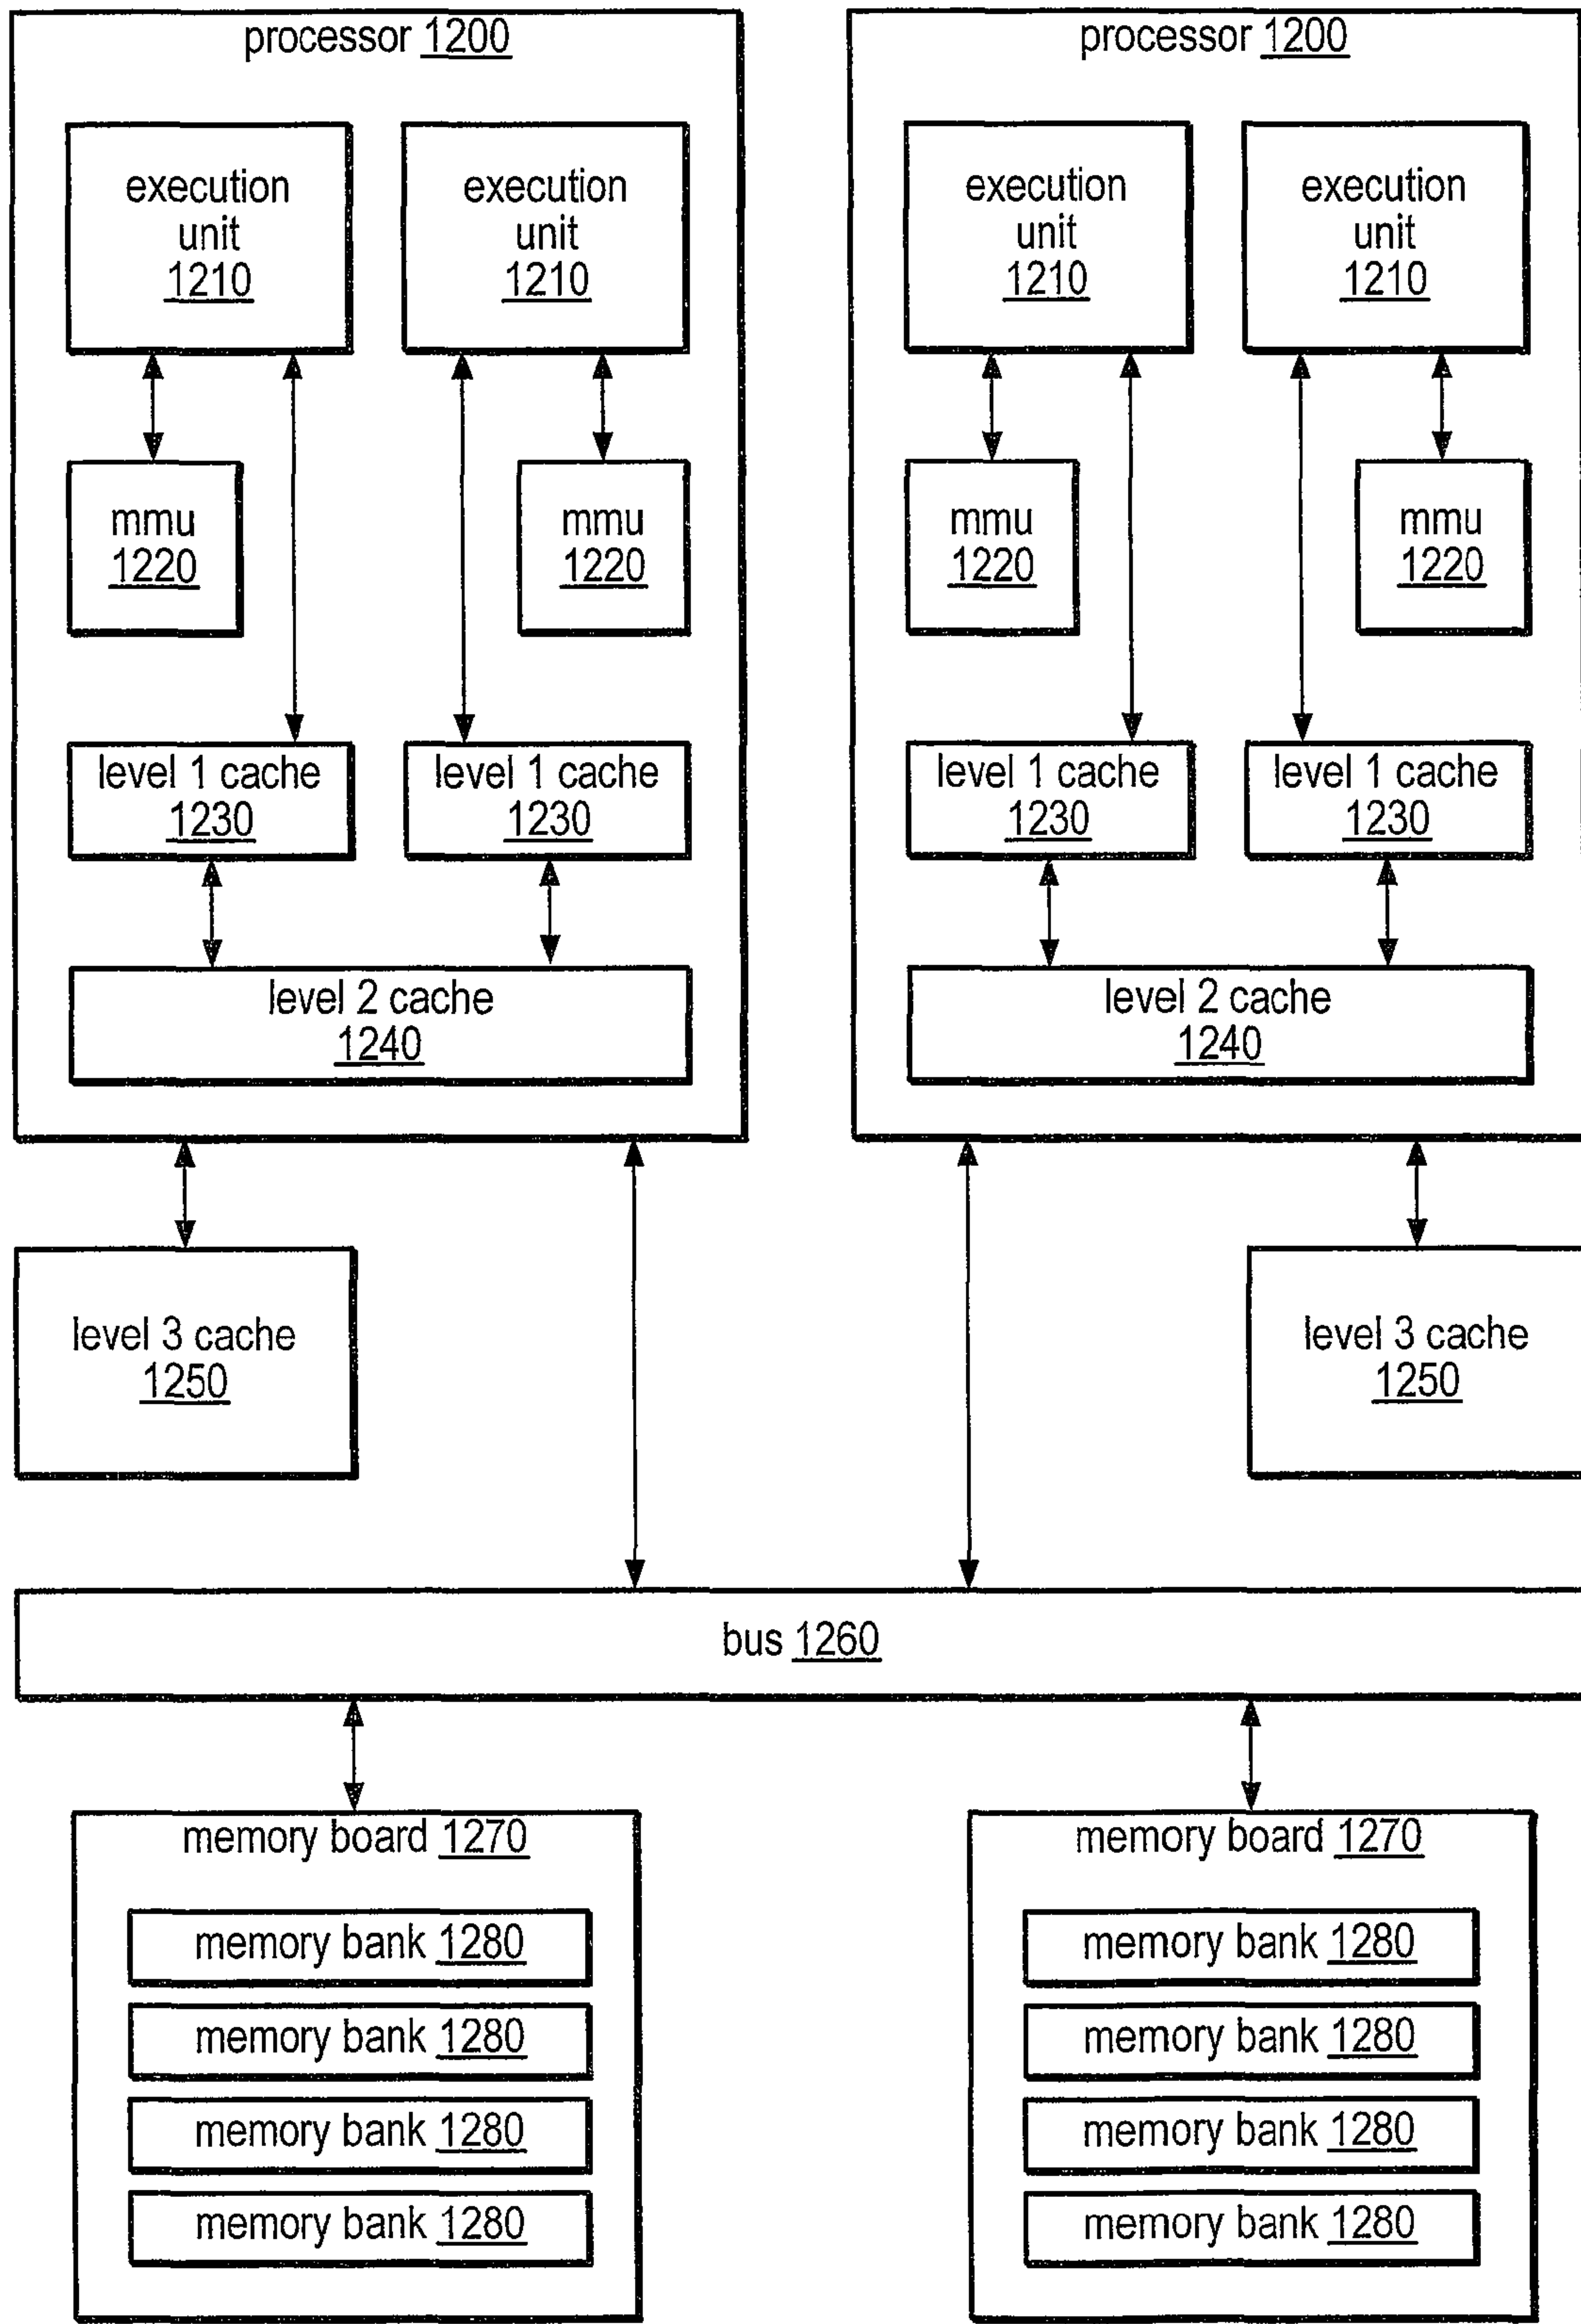 processor 1200
processor 1200
execution
unit
1210
execution
unit
1210
execution
unit
1210
execution
unit
1210
mmu
1220
mmu
1220
mmu
1220
mmu
1220
level 1 cache
1230
level 1 cache
1230
level 1 cache
1230
level 1 cache
1230
level 2 cache
1240
level 2 cache
1240
level 3 cache
1250
level 3 cache
1250
bus 1260
memory board 1270
memory bank 1280
memory bank 1280
memory bank 1280
memory bank 1280
memory board 1270
memory bank 1280
memory bank 1280
memory bank 1280
memory bank 1280